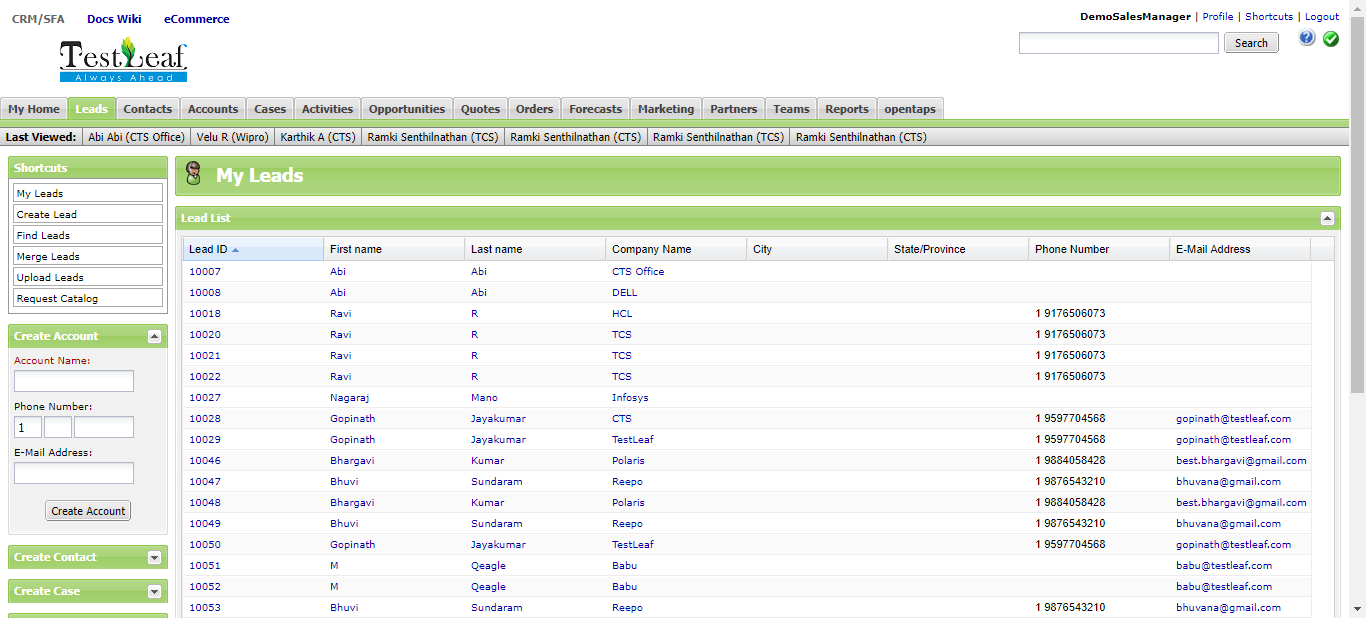 CRM/SFA Docs Wiki eCommerce
DemoSalesManager | Profile | Shortcuts | Logout
TestLeaf
Always Ahead
Search
?
My Home Leads Contacts Accounts Cases Activities Opportunities Quotes Orders Forecasts Marketing Partners Teams Reports opentaps
Last Viewed: Abi Abi (CTS Office) Velu R (Wipro) Karthik A (CTS) Ramki Senthilnathan (TCS) Ramki Senthilnathan (CTS) Ramki Senthilnathan (TCS) Ramki Senthilnathan (CTS)
Shortcuts
My Leads
Create Lead
Find Leads
Merge Leads
Upload Leads
Request Catalog
Create Account
Account Name:
Phone Number:
1
E-Mail Address:
Create Account
Create Contact
Create Case
My Leads
Lead List
Lead ID First name Last name Company Name City State/Province Phone Number E-Mail Address
10007 Abi Abi CTS Office
10008 Abi Abi DELL
10018 Ravi R HCL 1 9176506073
10020 Ravi R TCS 1 9176506073
10021 Ravi R TCS 1 9176506073
10022 Ravi R TCS 1 9176506073
10027 Nagaraj Mano Infosys
10028 Gopinath Jayakumar CTS 1 9597704568 gopinath@testleaf.com
10029 Gopinath Jayakumar TestLeaf 1 9597704568 gopinath@testleaf.com
10046 Bhargavi Kumar Polaris 1 9884058428 best.bhargavi@gmail.com
10047 Bhuvi Sundaram Reepo 1 9876543210 bhuvana@gmail.com
10048 Bhargavi Kumar Polaris 1 9884058428 best.bhargavi@gmail.com
10049 Bhuvi Sundaram Reepo 1 9876543210 bhuvana@gmail.com
10050 Gopinath Jayakumar TestLeaf 1 9597704568 gopinath@testleaf.com
10051 M Qeagle Babu babu@testleaf.com
10052 M Qeagle Babu babu@testleaf.com
10053 Bhuvi Sundaram Reepo 1 9876543210 bhuvana@gmail.com